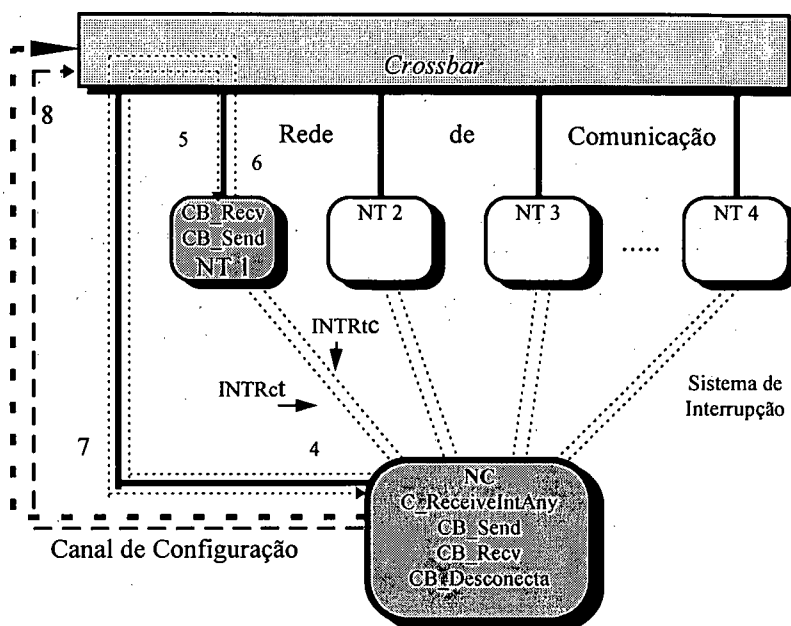 Crossbar
8
5
Rede de Comunicação
6
CB_Recv
CB_Send
NT 1
NT 2
NT 3
.....
NT 4
INTRtc
INTRct
Sistema de
Interrupção
7
4
NC
C_ReceiveIntAny
CB_Send
CB_Recv
CB_Desconecta
Canal de Configuração